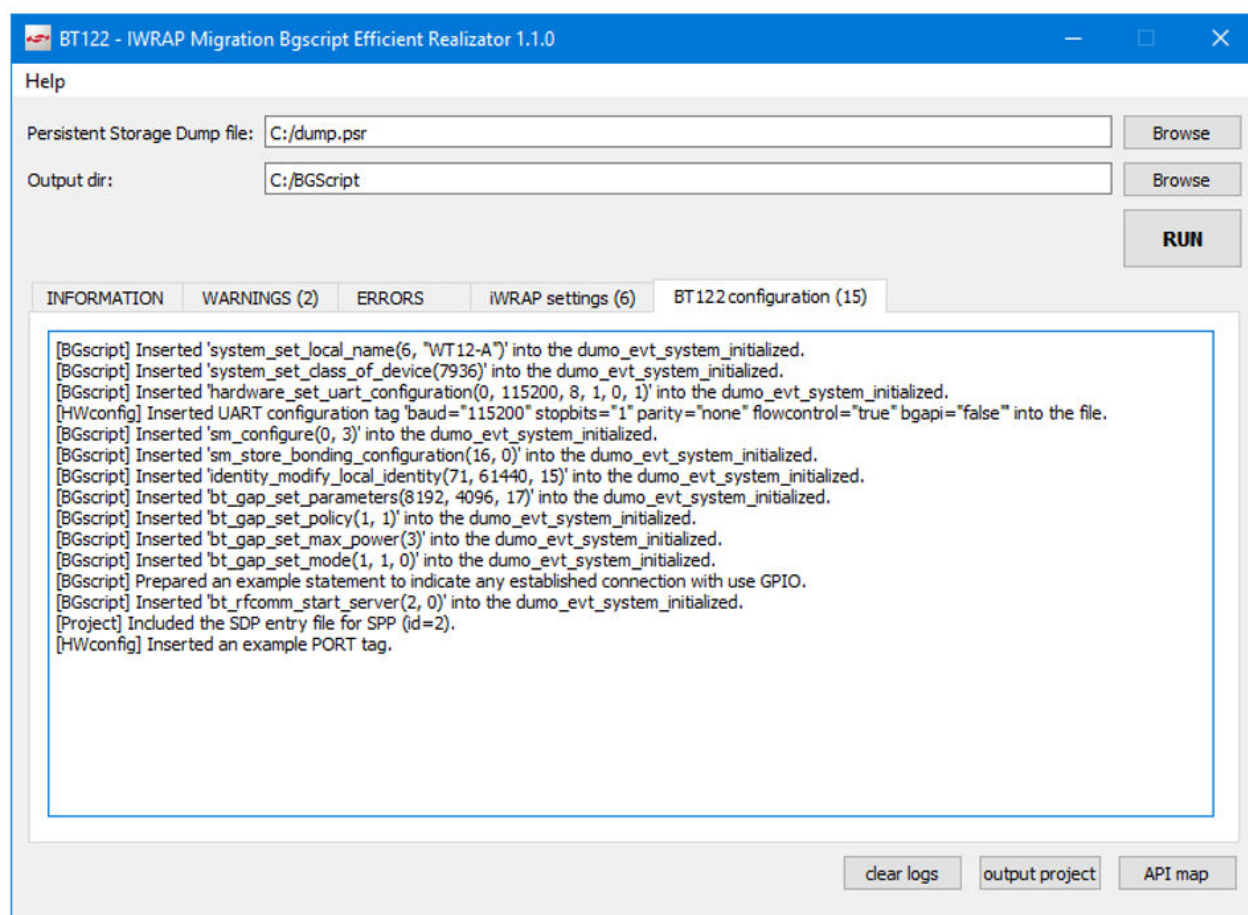 BT122 - IWRAP Migration Bgscript Efficient Realizator 1.1.0
Help
Persistent Storage Dump file: C:/dump.psr Browse
Output dir: C:/BGScript Browse
RUN
INFORMATION WARNINGS (2) ERRORS iWRAP settings (6) BT122 configuration (15)
[BGscript] Inserted 'system_set_local_name(6, "WT12-A")' into the dumo_evt_system_initialized.
[BGscript] Inserted 'system_set_class_of_device(7936)' into the dumo_evt_system_initialized.
[BGscript] Inserted 'hardware_set_uart_configuration(0, 115200, 8, 1, 0, 1)' into the dumo_evt_system_initialized.
[HWconfig] Inserted UART configuration tag 'baud="115200" stopbits="1" parity="none" flowcontrol="true" bgapi="false"' into the file.
[BGscript] Inserted 'sm_configure(0, 3)' into the dumo_evt_system_initialized.
[BGscript] Inserted 'sm_store_bonding_configuration(16, 0)' into the dumo_evt_system_initialized.
[BGscript] Inserted 'identity_modify_local_identity(71, 61440, 15)' into the dumo_evt_system_initialized.
[BGscript] Inserted 'bt_gap_set_parameters(8192, 4096, 17)' into the dumo_evt_system_initialized.
[BGscript] Inserted 'bt_gap_set_policy(1, 1)' into the dumo_evt_system_initialized.
[BGscript] Inserted 'bt_gap_set_max_power(3)' into the dumo_evt_system_initialized.
[BGscript] Inserted 'bt_gap_set_mode(1, 1, 0)' into the dumo_evt_system_initialized.
[BGscript] Prepared an example statement to indicate any established connection with use GPIO.
[BGscript] Inserted 'bt_rfcomm_start_server(2, 0)' into the dumo_evt_system_initialized.
[Project] Included the SDP entry file for SPP (id=2).
[HWconfig] Inserted an example PORT tag.
clear logs output project API map